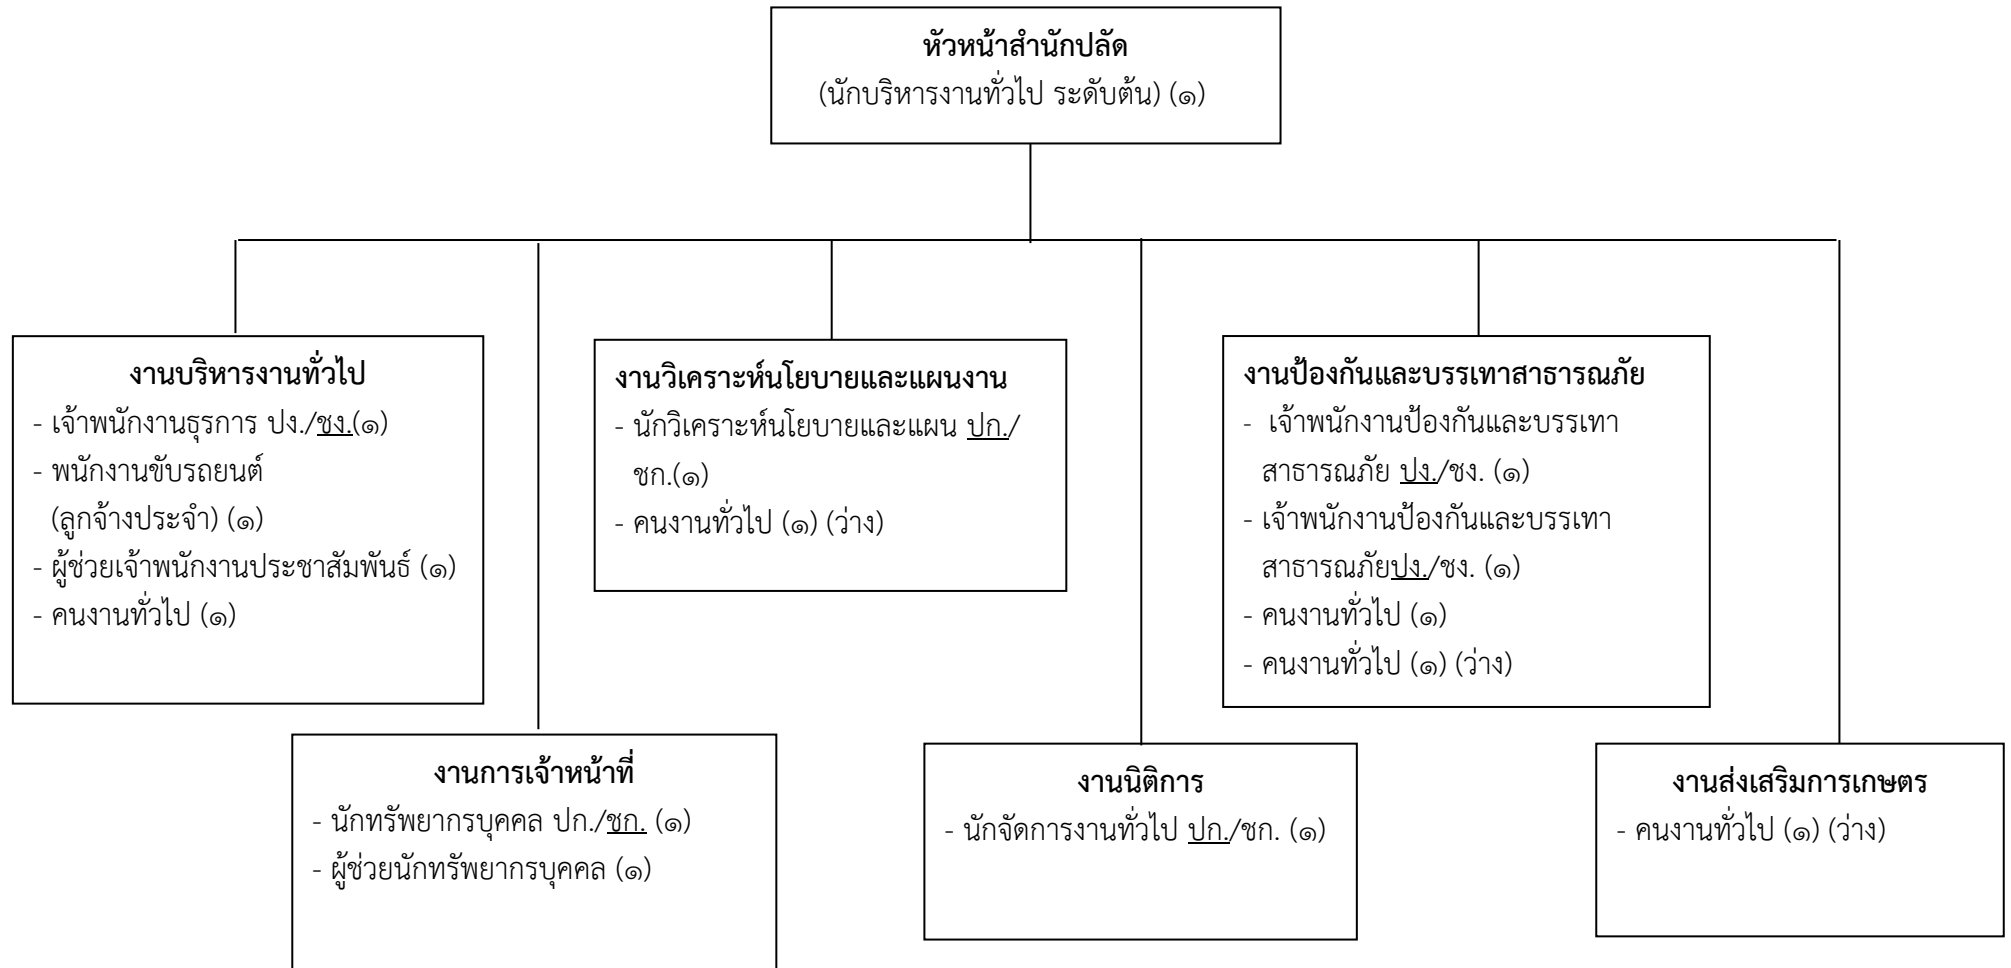 หัวหน้าสำนักปลัด
(นักบริหารงานทั่วไป ระดับต้น) (๑)
งานบริหารงานทั่วไป
- เจ้าพนักงานธุรการ ปง./ชง.(๑)
- พนักงานขับรถยนต์
(ลูกจ้างประจำ) (๑)
- ผู้ช่วยเจ้าพนักงานประชาสัมพันธ์ (๑)
- คนงานทั่วไป (๑)
งานวิเคราะห์นโยบายและแผนงาน
- นักวิเคราะห์นโยบายและแผน ปก./
ชก.(๑)
- คนงานทั่วไป (๑) (ว่าง)
งานป้องกันและบรรเทาสาธารณภัย
- เจ้าพนักงานป้องกันและบรรเทา
สาธารณภัย ปง./ชง. (๑)
- เจ้าพนักงานป้องกันและบรรเทา
สาธารณภัยปง./ชง. (๑)
- คนงานทั่วไป (๑)
- คนงานทั่วไป (๑) (ว่าง)
งานการเจ้าหน้าที่
- นักทรัพยากรบุคคล ปก./ชก. (๑)
- ผู้ช่วยนักทรัพยากรบุคคล (๑)
งานนิติการ
- นักจัดการงานทั่วไป ปก./ชก. (๑)
งานส่งเสริมการเกษตร
- คนงานทั่วไป (๑) (ว่าง)